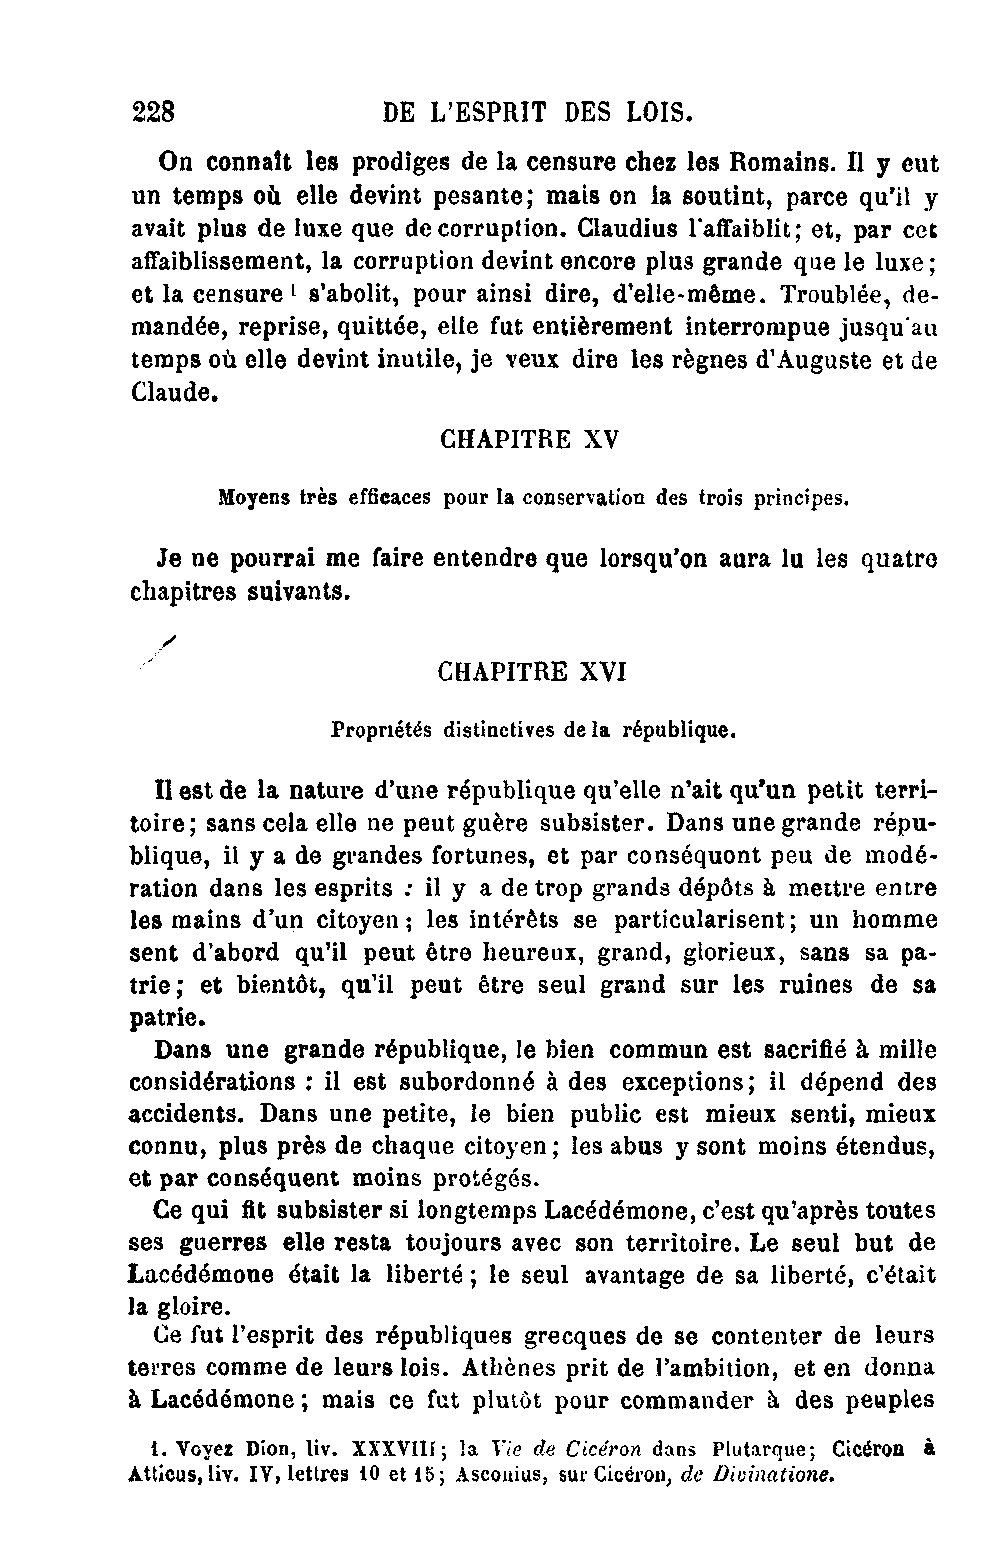 228 DE L'ESPRIT DES LOIS.
On connaît les prodiges de la censure chez les Romains. Il y eut
un temps où elle devint pesante; mais on la soutint, parce qu'il y
avait plus de luxe que de corruption. Claudius l'affaiblit; et, par cet
affaiblissement, la corruption devint encore plus grande que le luxe;
et la censure ¹ s'abolit, pour ainsi dire, d'elle-même. Troublée, de-
mandée, reprise, quittée, elle fut entièrement interrompue jusqu'au
temps où elle devint inutile, je veux dire les règnes d'Auguste et de
Claude.
CHAPITRE XV
Moyens très efficaces pour la conservation des trois principes.
Je ne pourrai me faire entendre que lorsqu'on aura lu les quatre
chapitres suivants.
CHAPITRE XVI
Propriétés distinctives de la république.
Il est de la nature d'une république qu'elle n'ait qu'un petit terri-
toire; sans cela elle ne peut guère subsister. Dans une grande répu-
blique, il y a de grandes fortunes, et par conséquent peu de modé-
ration dans les esprits : il y a de trop grands dépôts à mettre entre
les mains d'un citoyen; les intérêts se particularisent; un homme
sent d'abord qu'il peut être heureux, grand, glorieux, sans sa pa-
trie; et bientôt, qu'il peut être seul grand sur les ruines de sa
patrie.
Dans une grande république, le bien commun est sacrifié à mille
considérations : il est subordonné à des exceptions; il dépend des
accidents. Dans une petite, le bien public est mieux senti, mieux
connu, plus près de chaque citoyen; les abus y sont moins étendus,
et par conséquent moins protégés.
Ce qui fit subsister si longtemps Lacédémone, c'est qu'après toutes
ses guerres elle resta toujours avec son territoire. Le seul but de
Lacédémone était la liberté; le seul avantage de sa liberté, c'était
la gloire.
Ce fut l'esprit des républiques grecques de se contenter de leurs
terres comme de leurs lois. Athènes prit de l'ambition, et en donna
à Lacédémone; mais ce fut plutôt pour commander à des peuples
1. Voyez Dion, liv. XXXVIII; la Vie de Cicéron dans Plutarque; Cicéron à
Atticus, liv. IV, lettres 10 et 15; Asconius, sur Cicéron, de Divinatione.